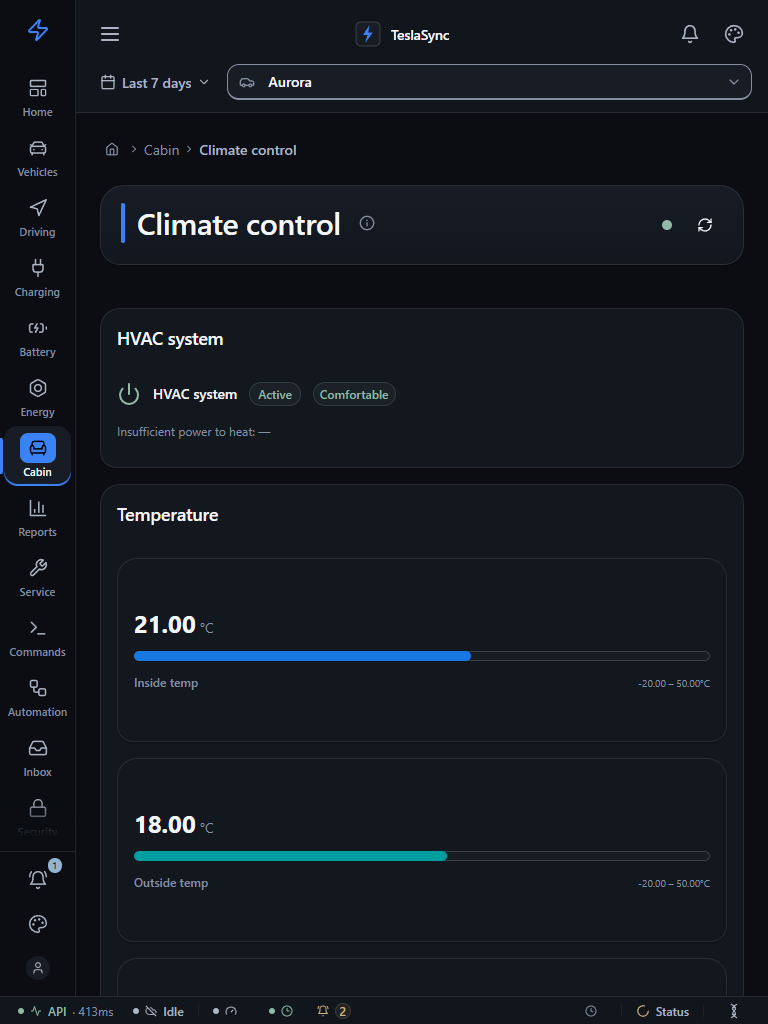 TeslaSync
Last 7 days
Aurora
Home
Vehicles
Driving
Charging
Battery
Energy
Cabin
Reports
Service
Commands
Automation
Inbox
Security
1
Cabin
Climate control
Climate control
HVAC system
HVAC system
Active
Comfortable
Insufficient power to heat: —
Temperature
21.00 °C
Inside temp
-20.00 – 50.00°C
18.00 °C
Outside temp
-20.00 – 50.00°C
API · 413ms
Idle
2
Status